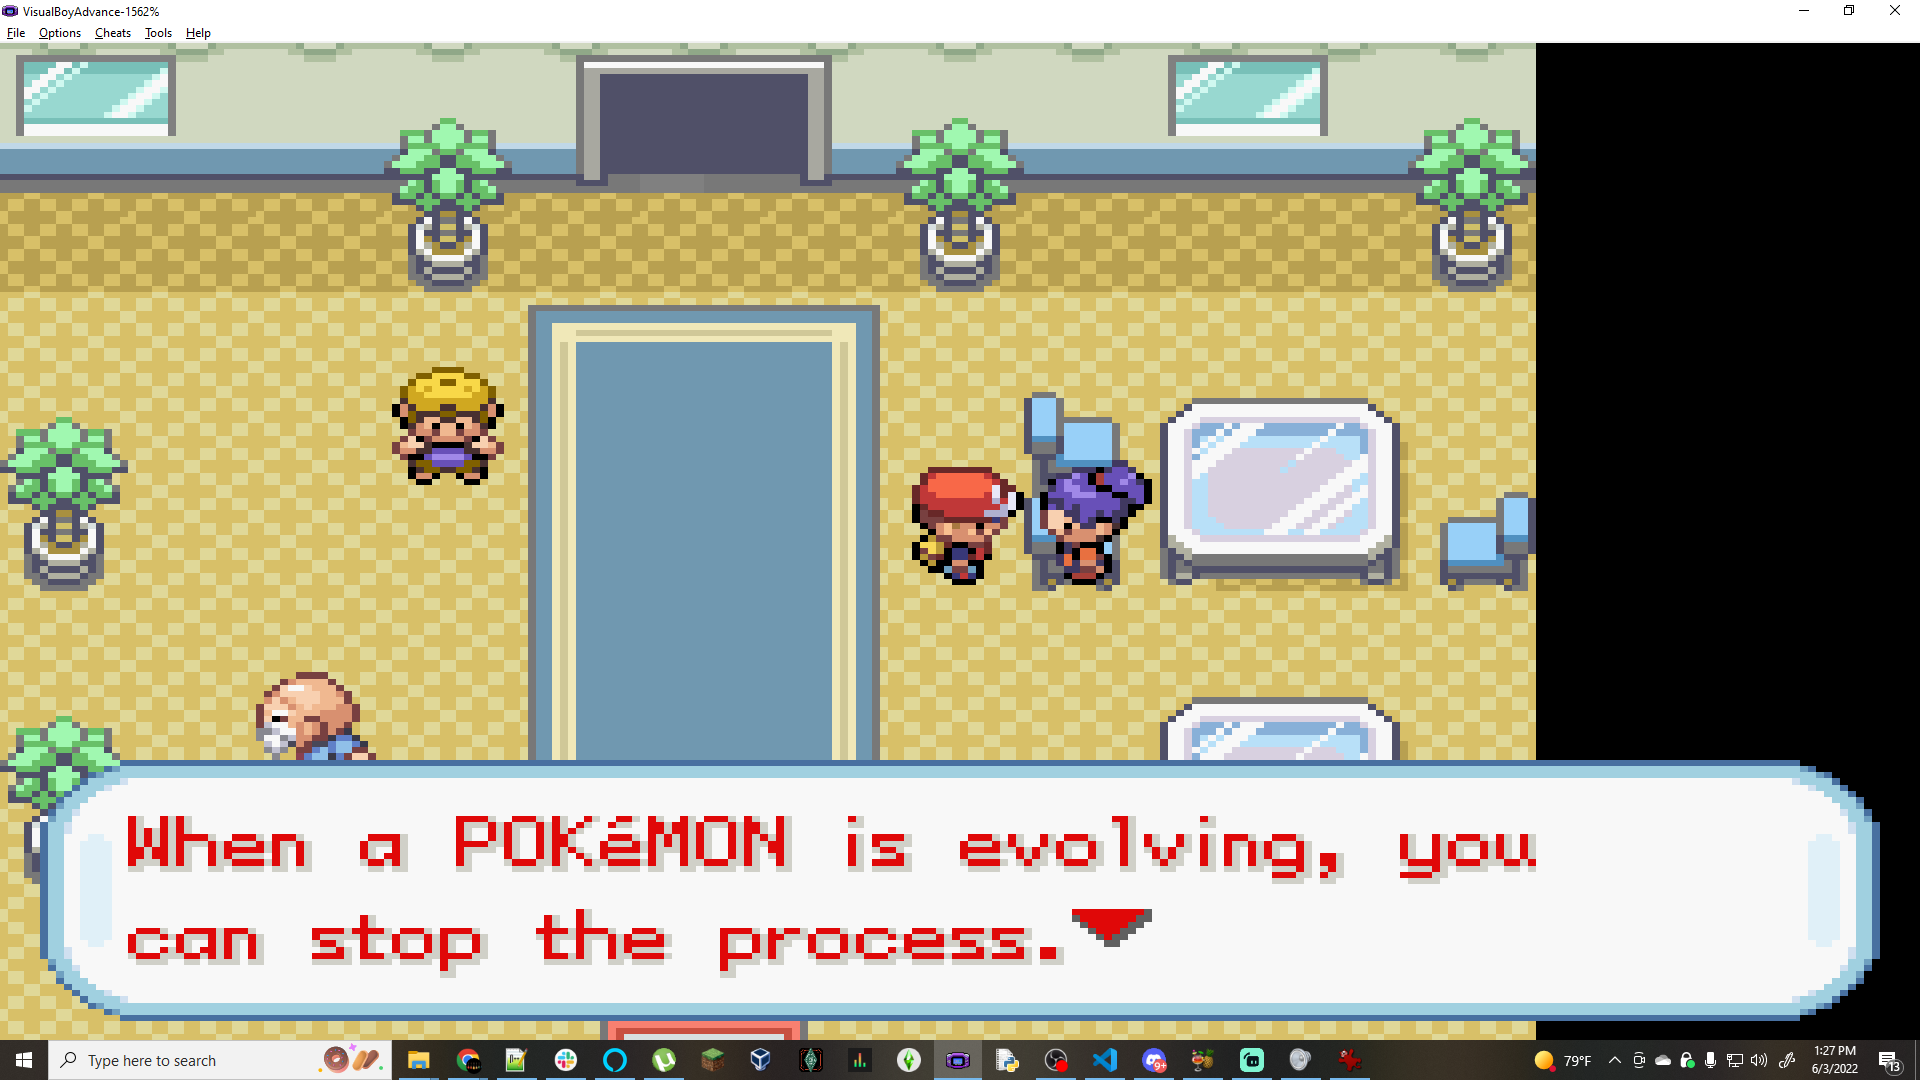 VisualBoyAdvance-1562%
File Options Cheats Tools Help
When a POKéMON is evolving, you
can stop the process.
Type here to search
79°F
1:27 PM
6/3/2022
9+
13